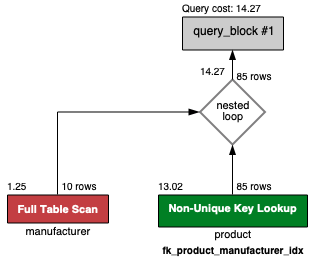 Query cost: 14.27
query_block #1
14.27
85 rows
nested
loop
1.25
10 rows
13.02
85 rows
Full Table Scan
Non-Unique Key Lookup
manufacturer
product
fk_product_manufacturer_idx